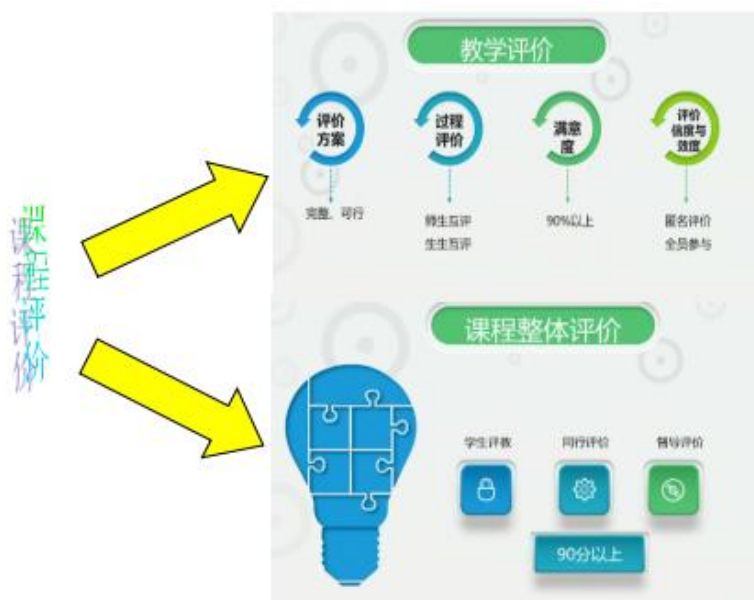 课程评价
教学评价
评价
方案
过程
评价
满意
度
评价
信度与
效度
完整、可行
师生互评
生生互评
90%以上
匿名评价
全员参与
课程整体评价
学生评教
同行评价
督导评价
90分以上